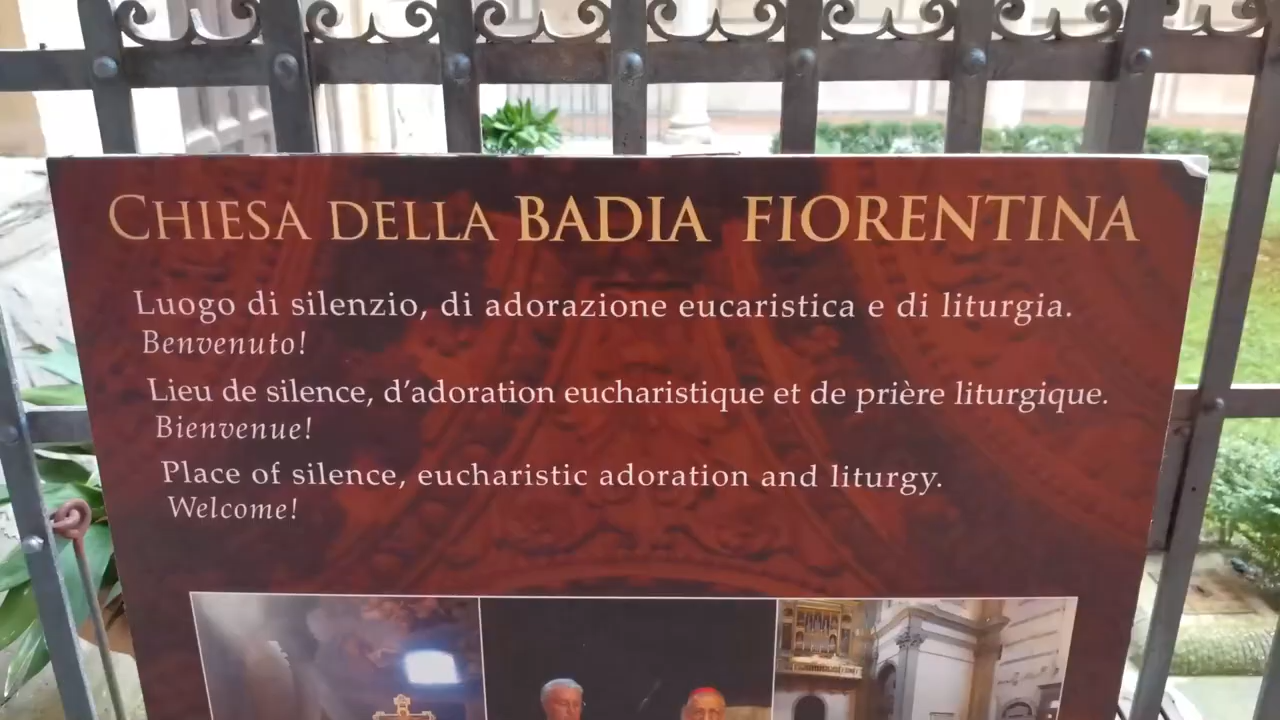 CHIESA DELLA BADIA FIORENTINA
Luogo di silenzio, di adorazione eucaristica e di liturgia.
Benvenuto!
Lieu de silence, d'adoration eucharistique et de prière liturgique.
Bienvenue!
Place of silence, eucharistic adoration and liturgy.
Welcome!